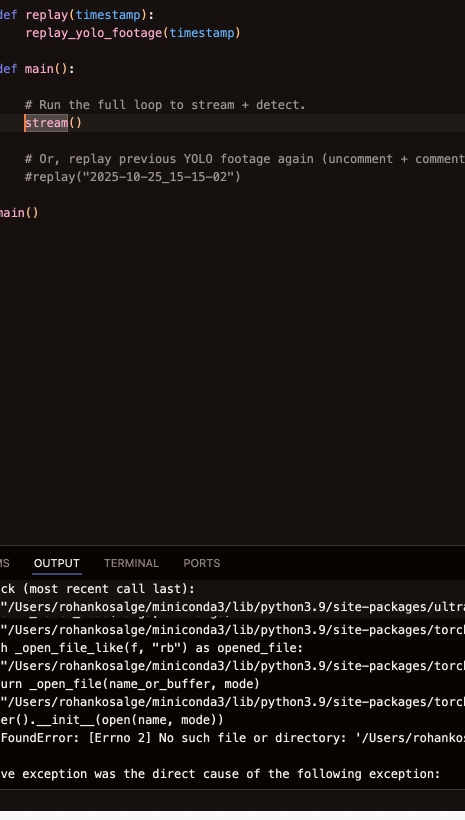 def replay(timestamp):
replay_yolo_footage(timestamp)
def main():
# Run the full loop to stream + detect.
stream()
# Or, replay previous YOLO footage again (uncomment + comment
#replay("2025-10-25_15-15-02")
main()
MS OUTPUT TERMINAL PORTS
ck (most recent call last):
"/Users/rohankosalge/miniconda3/lib/python3.9/site-packages/ultra
"/Users/rohankosalge/miniconda3/lib/python3.9/site-packages/torch
h _open_file_like(f, "rb") as opened_file:
"/Users/rohankosalge/miniconda3/lib/python3.9/site-packages/torch
urn _open_file(name_or_buffer, mode)
"/Users/rohankosalge/miniconda3/lib/python3.9/site-packages/torch
er().__init__(open(name, mode))
FoundError: [Errno 2] No such file or directory: '/Users/rohankos
ve exception was the direct cause of the following exception: